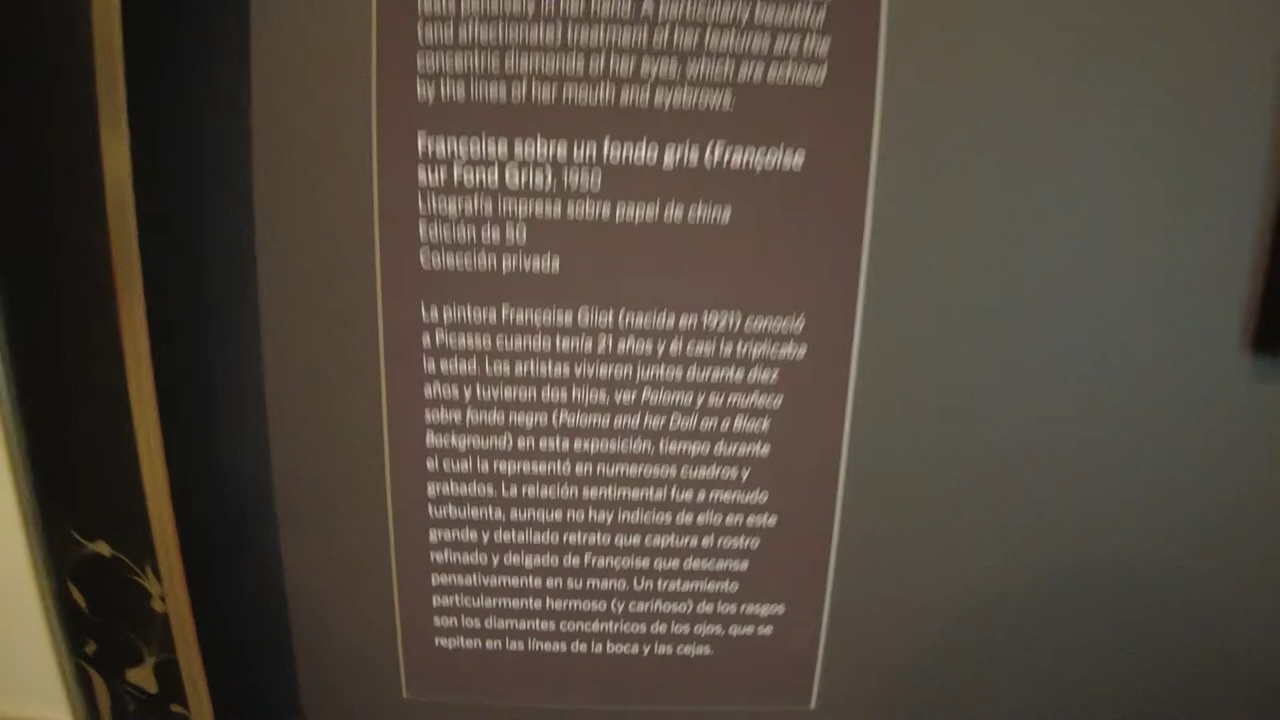 and affectionate) treatment of her features are the
concentric diamonds of her eyes, which are echoed
by the lines of her mouth and eyebrows.
Françoise sobre un fondo gris (Françoise
sur Fond Gris), 1950
Litografía impresa sobre papel de china
Edición de 50
Colección privada
La pintora Françoise Gilot (nacida en 1921) conoció
a Picasso cuando tenía 21 años y él casi la triplicaba
la edad. Los artistas vivieron juntos durante diez
años y tuvieron dos hijos, ver Paloma y su muñeca
sobre fondo negro (Paloma and her Doll on a Black
Background) en esta exposición, tiempo durante
el cual la representó en numerosos cuadros y
grabados. La relación sentimental fue a menudo
turbulenta, aunque no hay indicios de ello en este
grande y detallado retrato que captura el rostro
refinado y delgado de Françoise que descansa
pensativamente en su mano. Un tratamiento
particularmente hermoso (y cariñoso) de los rasgos
son los diamantes concéntricos de los ojos, que se
repiten en las líneas de la boca y las cejas.